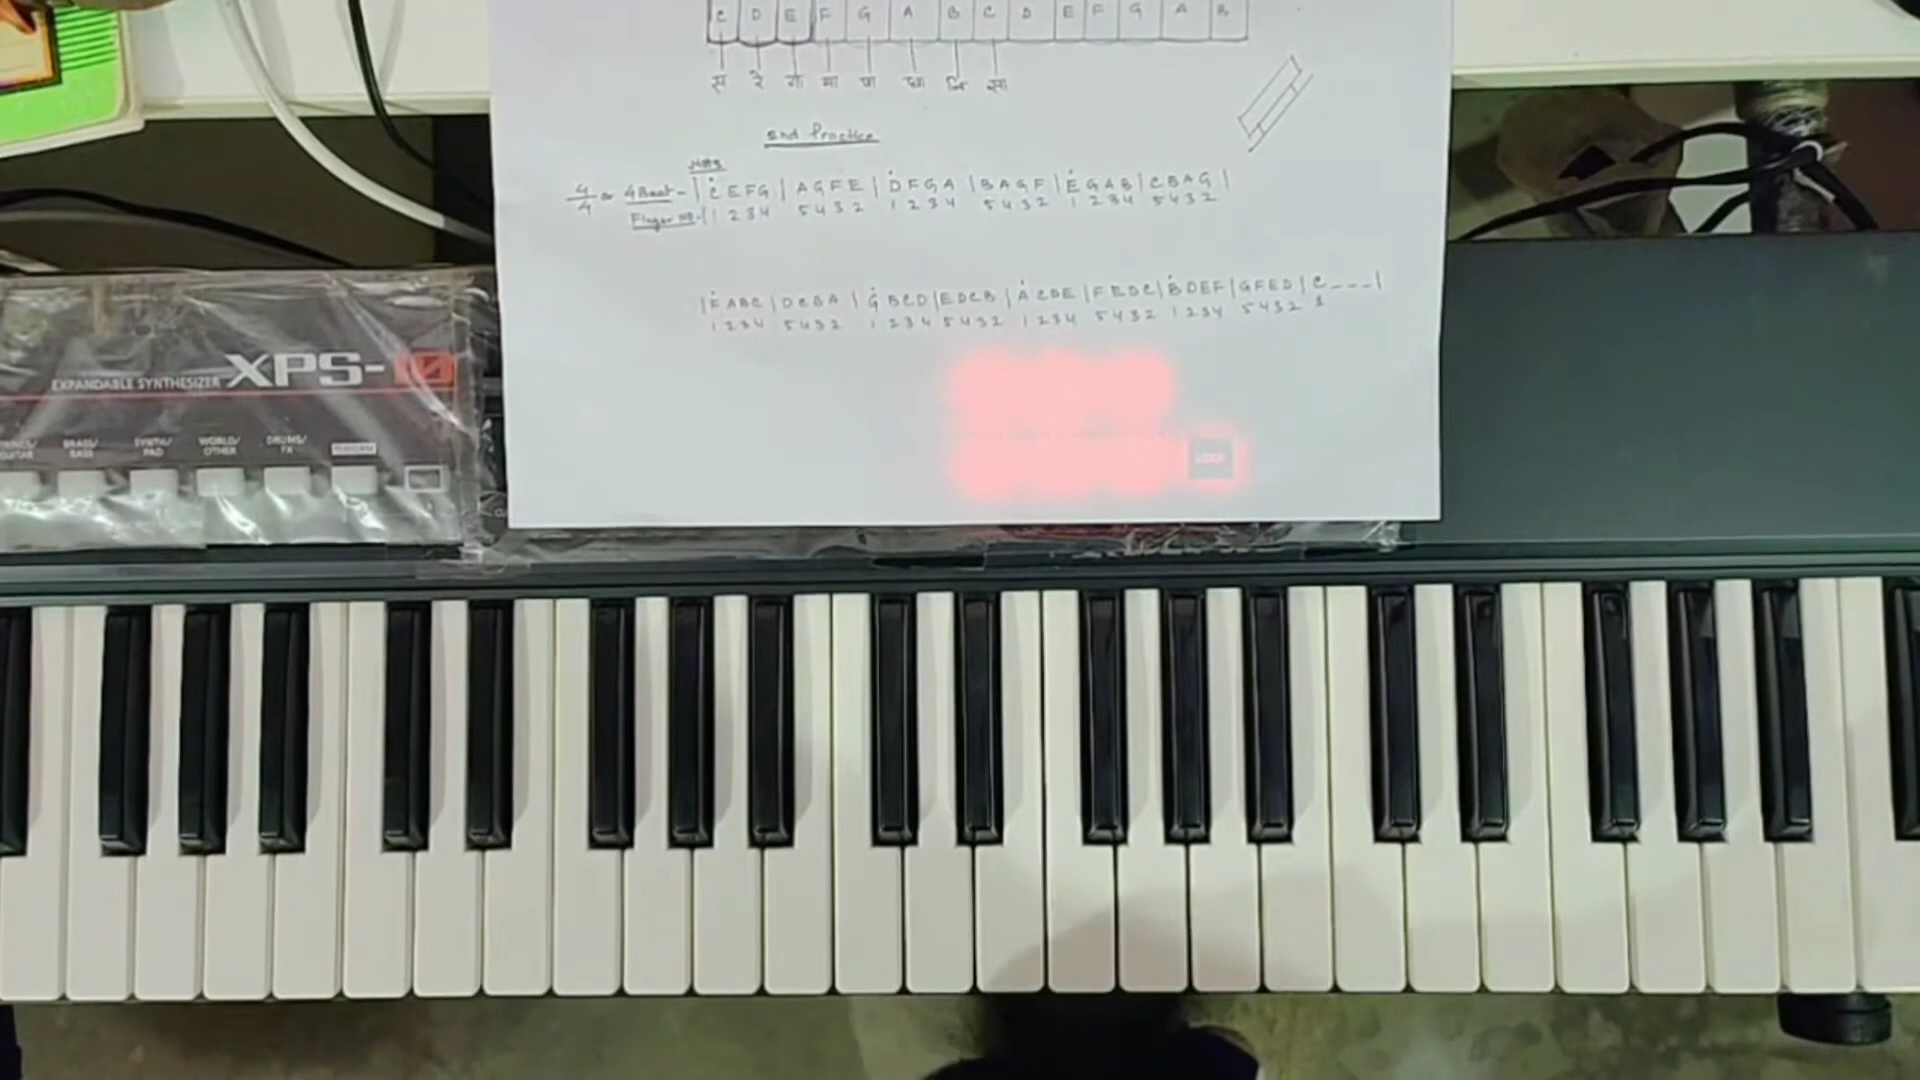 C D E F G A B C D E F G A B
स रे गा मा पा धा नि सा
2nd Practice
Note
4/4 or 4 Beat - | C E F G | A G F E | D F G A | B A G F | E G A B | C B A G |
Finger no. - | 1 2 3 4 5 4 3 2 1 2 3 4 5 4 3 2 1 2 3 4 5 4 3 2
| F A B C | D C B A | G B C D | E D C B | A C D E | F E D C | B D E F | G F E D | C _ _ _ |
1 2 3 4 5 4 3 2 1 2 3 4 5 4 3 2 1 2 3 4 5 4 3 2 1 2 3 4 5 4 3 2 1
EXPANDABLE SYNTHESIZER XPS-10
BRASS/ BASS
SYNTH/ PAD
WORLD/ OTHER
DRUMS/ FX